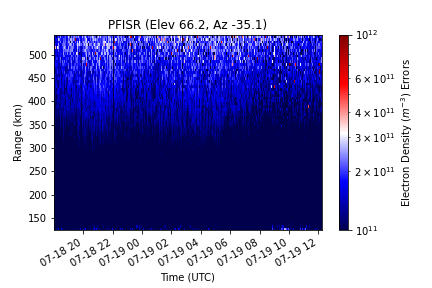 PFISR (Elev 66.2, Az -35.1)
Range (km)
500
450
400
350
300
250
200
150
07-18 20
07-18 22
07-19 00
07-19 02
07-19 04
07-19 06
07-19 08
07-19 10
07-19 12
Time (UTC)
10¹²
6 × 10¹¹
4 × 10¹¹
3 × 10¹¹
2 × 10¹¹
10¹¹
Electron Density (m⁻³) Errors